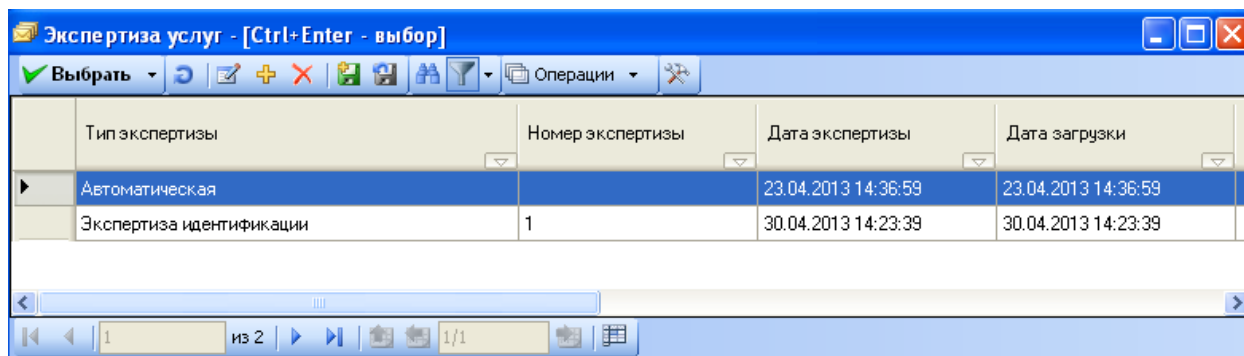 Экспертиза услуг - [Ctrl+Enter - выбор]
Выбрать Операции
Тип экспертизы Номер экспертизы Дата экспертизы Дата загрузки
Автоматическая 23.04.2013 14:36:59 23.04.2013 14:36:59
Экспертиза идентификации 1 30.04.2013 14:23:39 30.04.2013 14:23:39
1 из 2 1/1